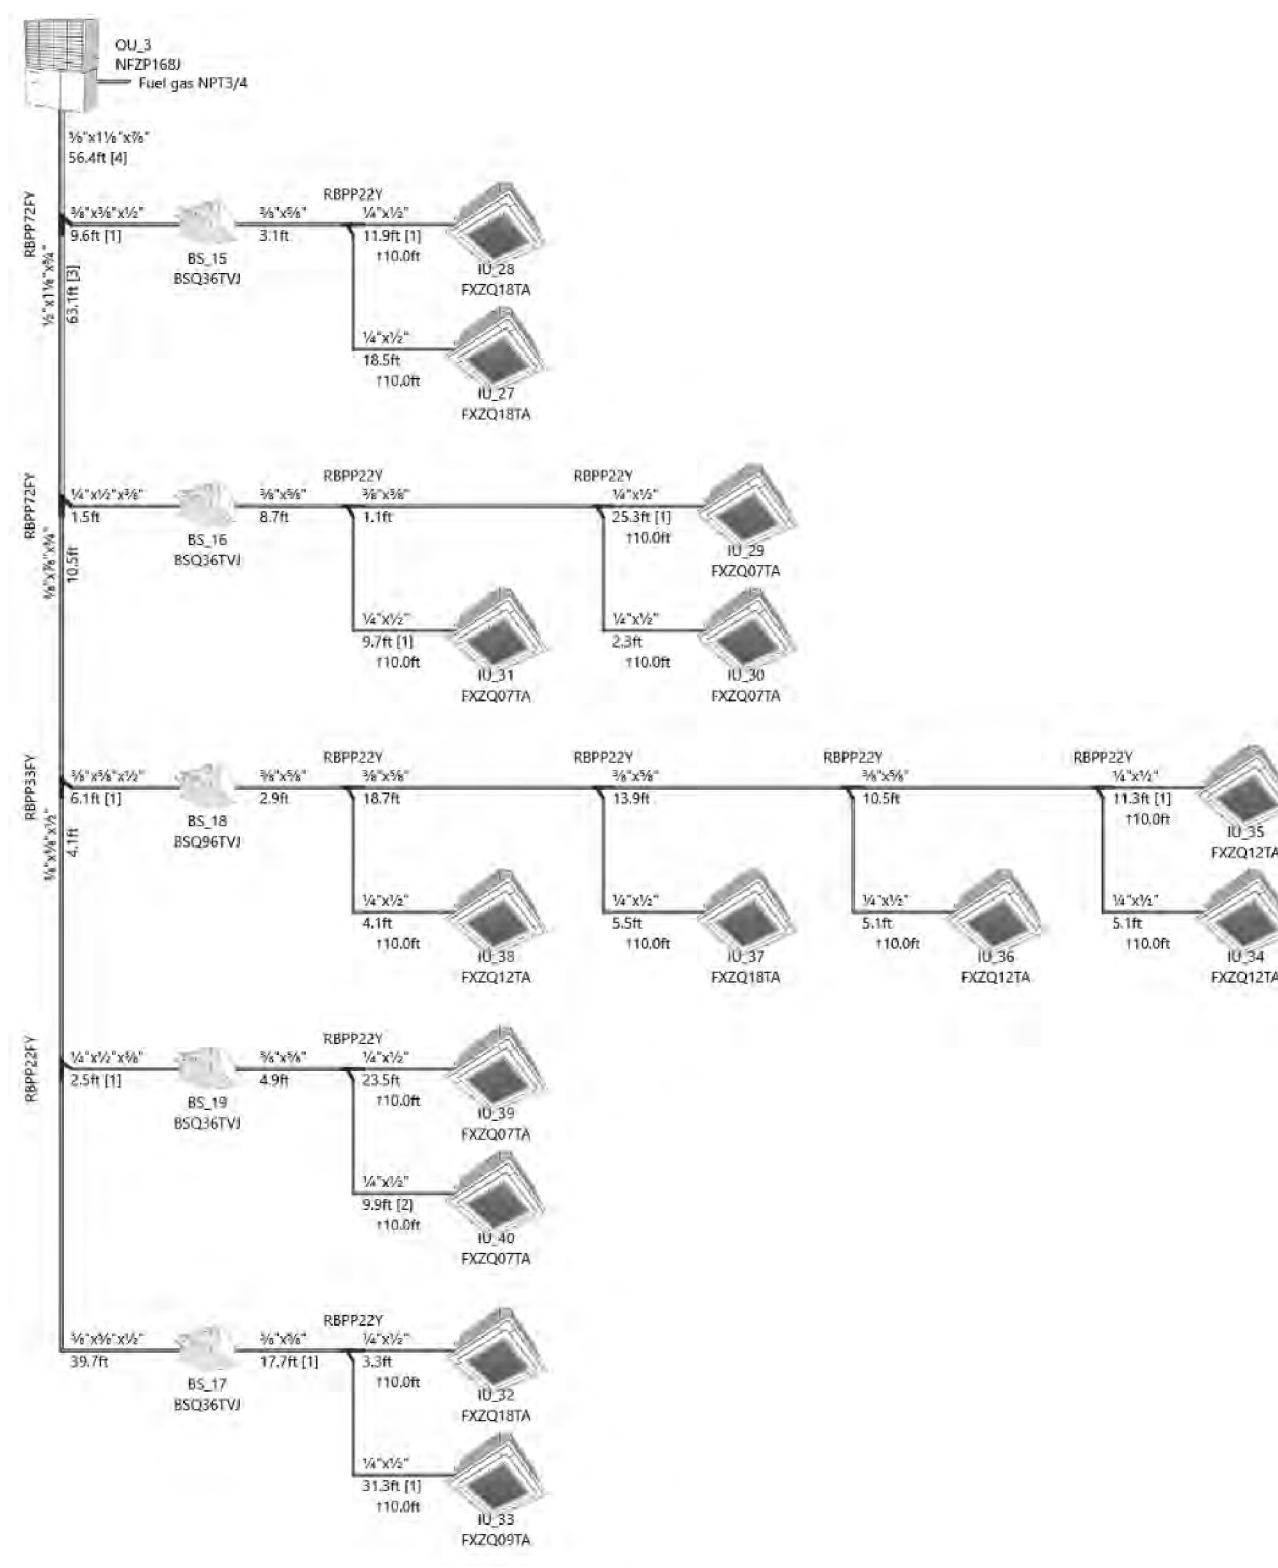 OU_3
NFZP168J
Fuel gas NPT3/4
⅜"x1⅛"x⅞"
56.4ft [4]
RBPP72FY
⅜"x⅝"x½"
9.6ft [1]
BS_15
BSQ36TVJ
⅜"x⅝"
3.1ft
RBPP22Y
¼"x½"
11.9ft [1]
↑10.0ft
IU_28
FXZQ18TA
½"x1⅛"x¾"
63.1ft [3]
¼"x½"
18.5ft
↑10.0ft
IU_27
FXZQ18TA
RBPP72FY
¼"x½"x⅜"
1.5ft
BS_16
BSQ36TVJ
⅜"x⅝"
8.7ft
RBPP22Y
⅜"x⅝"
1.1ft
RBPP22Y
¼"x½"
25.3ft [1]
↑10.0ft
IU_29
FXZQ07TA
10.5ft
¼"x½"
9.7ft [1]
↑10.0ft
IU_31
FXZQ07TA
¼"x½"
2.3ft
↑10.0ft
IU_30
FXZQ07TA
RBPP33FY
⅜"x⅝"x½"
6.1ft [1]
BS_18
BSQ96TVJ
⅜"x⅝"
2.9ft
RBPP22Y
⅜"x⅝"
18.7ft
RBPP22Y
⅜"x⅝"
13.9ft
RBPP22Y
⅜"x⅝"
10.5ft
RBPP22Y
¼"x½"
11.3ft [1]
↑10.0ft
IU_35
FXZQ12TA
4.1ft
¼"x½"
4.1ft
↑10.0ft
IU_38
FXZQ12TA
¼"x½"
5.5ft
↑10.0ft
IU_37
FXZQ18TA
¼"x½"
5.1ft
↑10.0ft
IU_36
FXZQ12TA
¼"x½"
5.1ft
↑10.0ft
IU_34
FXZQ12TA
RBPP22FY
¼"x½"x⅜"
2.5ft [1]
BS_19
BSQ36TVJ
⅜"x⅝"
4.9ft
RBPP22Y
¼"x½"
23.5ft
↑10.0ft
IU_39
FXZQ07TA
¼"x½"
9.9ft [2]
↑10.0ft
IU_40
FXZQ07TA
⅜"x⅝"x½"
39.7ft
BS_17
BSQ36TVJ
⅜"x⅝"
17.7ft [1]
RBPP22Y
¼"x½"
3.3ft
↑10.0ft
IU_32
FXZQ18TA
¼"x½"
31.3ft [1]
↑10.0ft
IU_33
FXZQ09TA